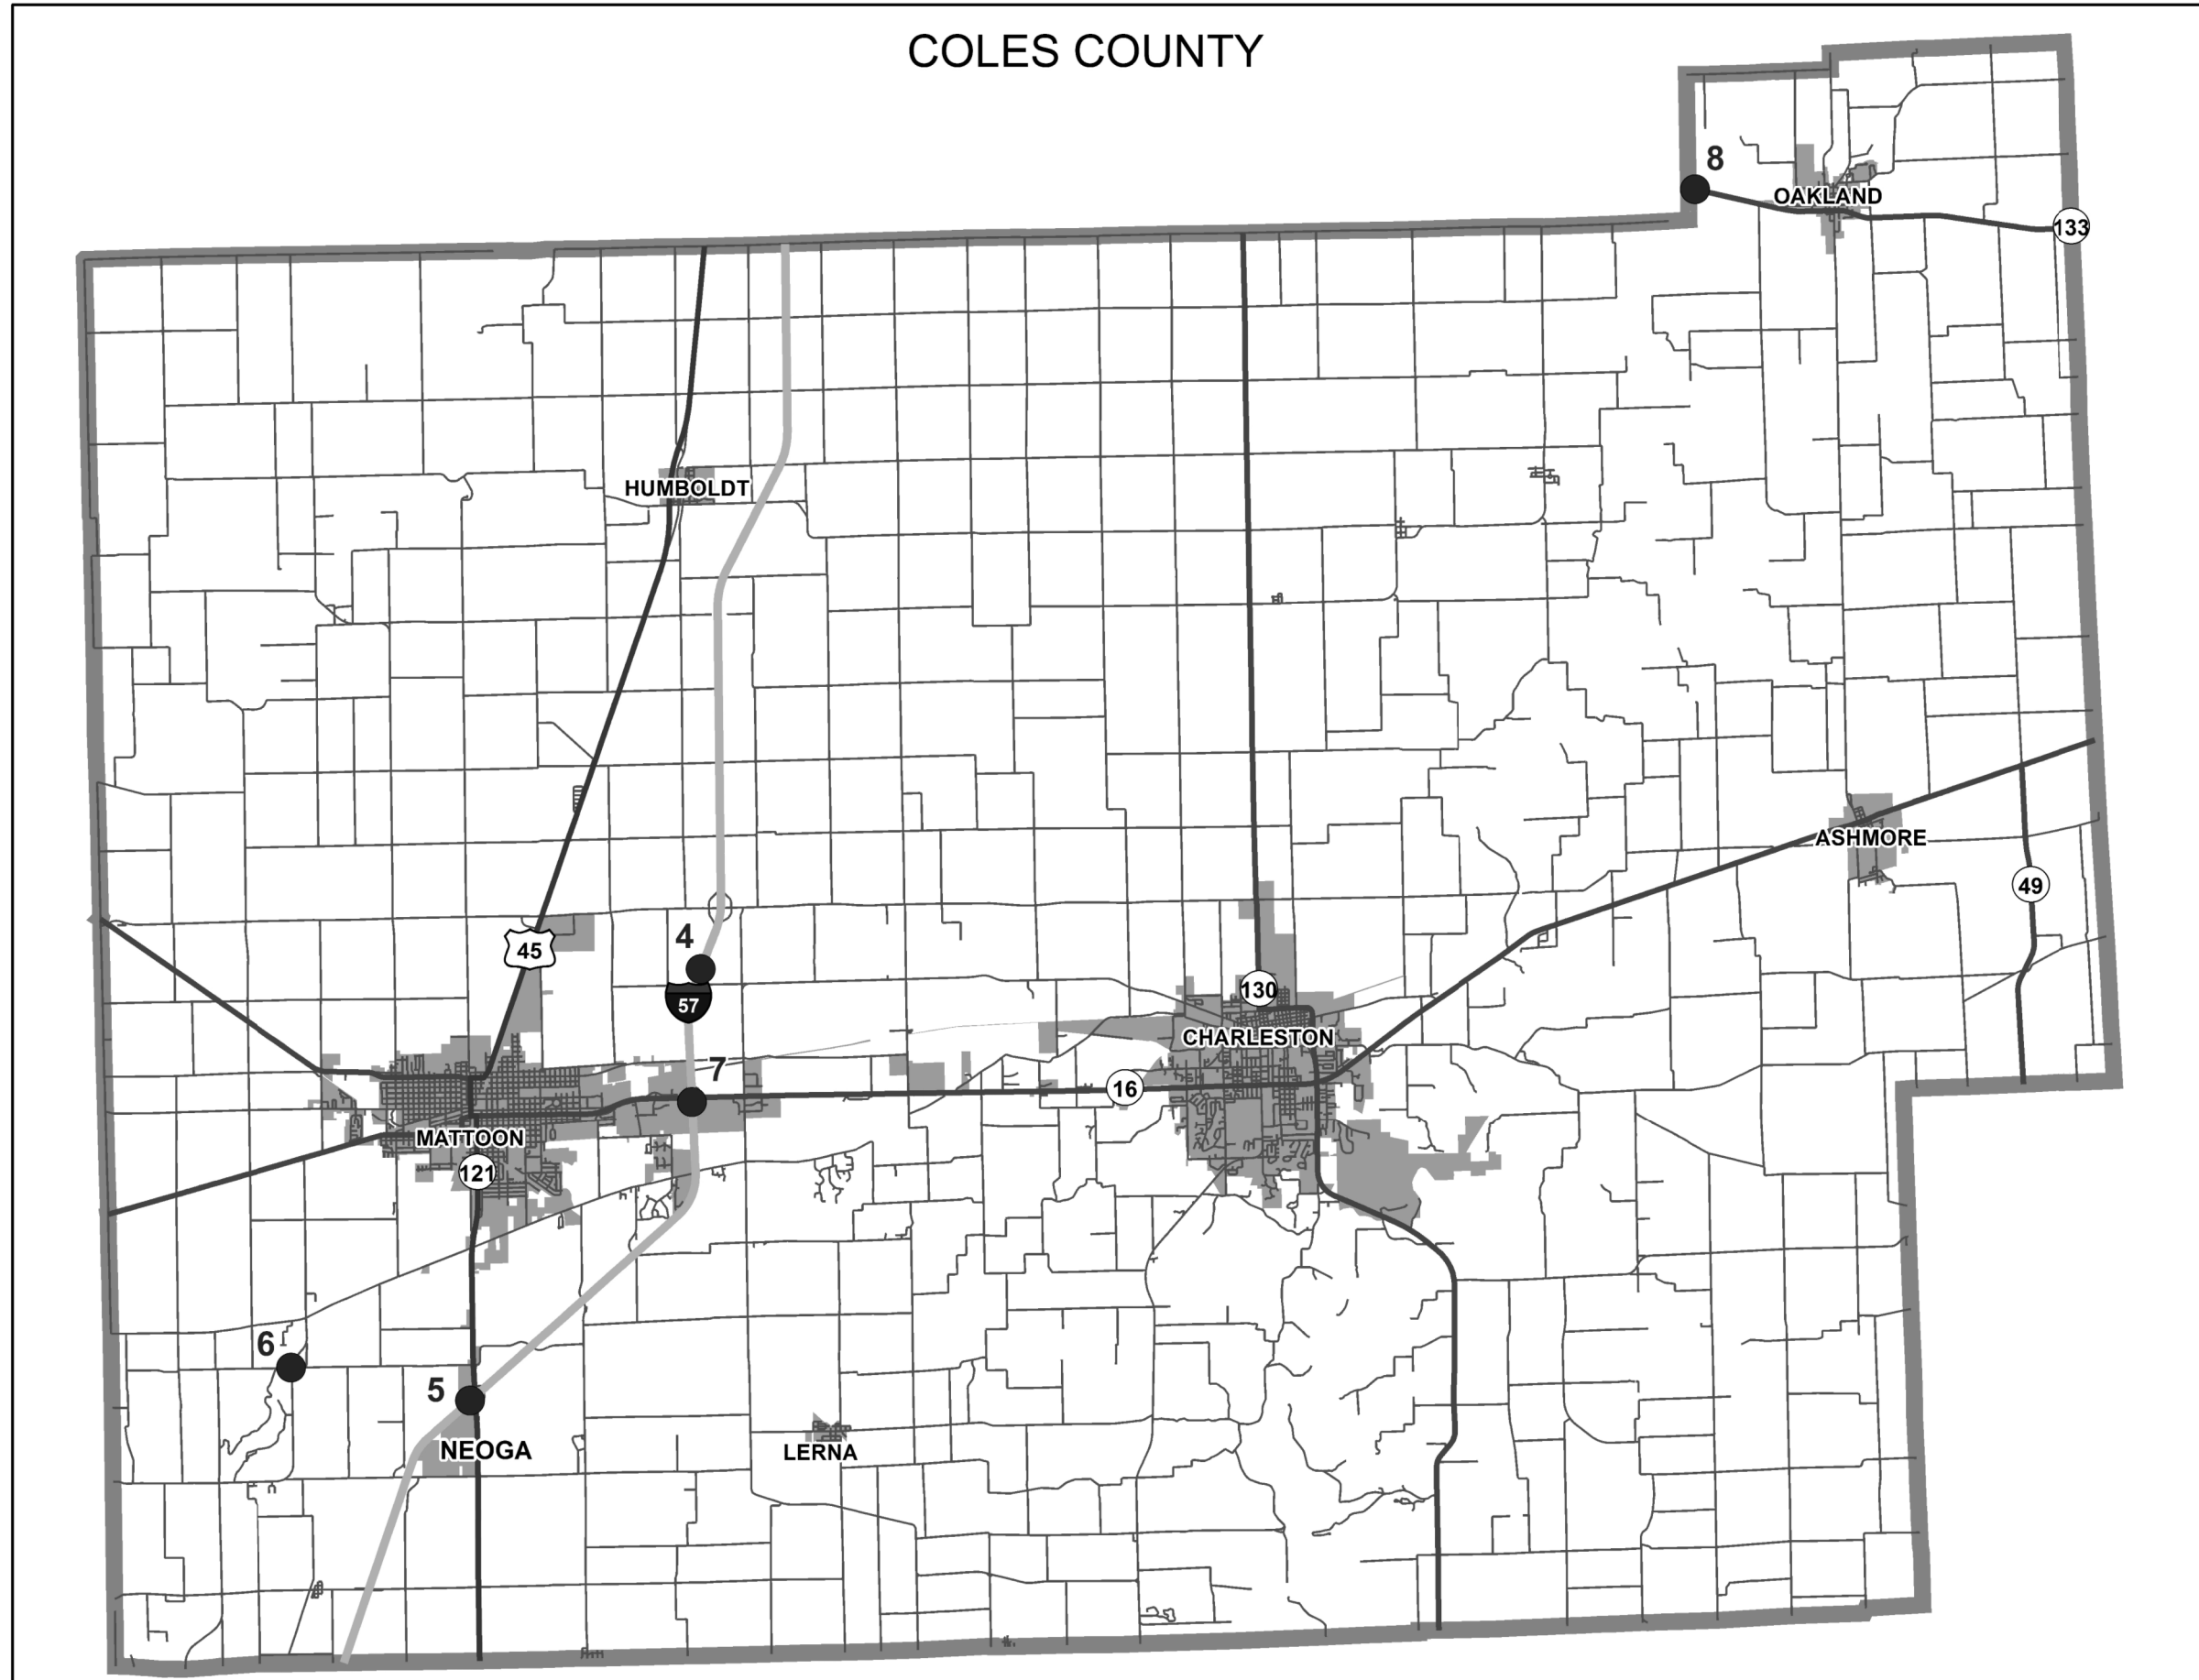 COLES COUNTY
8
OAKLAND
133
HUMBOLDT
ASHMORE
49
4
45
57
130
CHARLESTON
7
16
MATTOON
121
6
5
NEOGA
LERNA